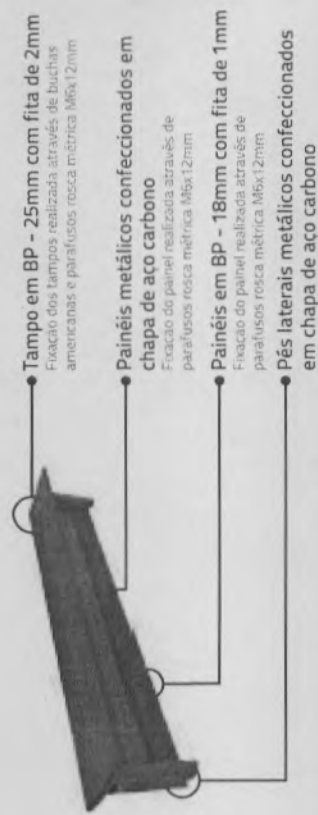 Tampo em BP - 25mm com fita de 2mm
Fixação dos tampos realizada através de buchas
americanas e parafusos rosca métrica M6x12mm
Painéis metálicos confeccionados em
chapa de aço carbono
Fixação do painel realizada através de
parafusos rosca métrica M6x12mm
Painéis em BP - 18mm com fita de 1mm
Fixação do painel realizada através de
parafusos rosca métrica M6x12mm
Pés laterais metálicos confeccionados
em chapa de aço carbono